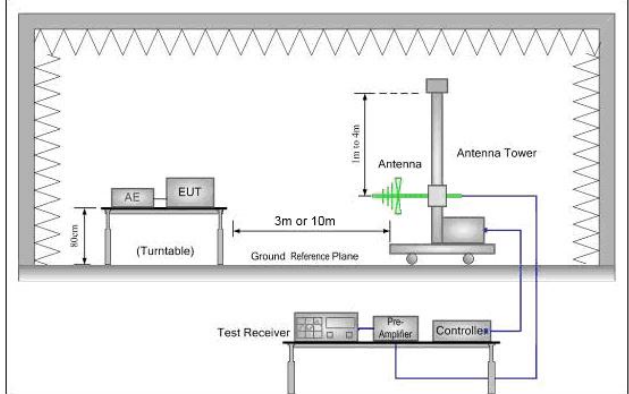 1m to 4m
Antenna
Antenna Tower
AE
EUT
80cm
(Turntable)
3m or 10m
Ground Reference Plane
Test Receiver
Pre-
Amplifier
Controlle